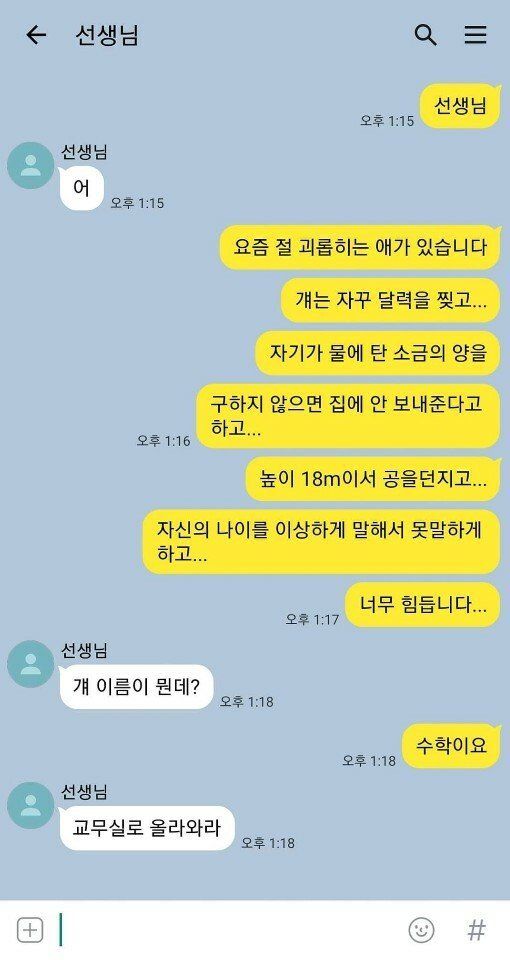 선생님
선생님
오후 1:15
선생님
어
오후 1:15
요즘 절 괴롭히는 애가 있습니다
걔는 자꾸 달력을 찢고...
자기가 물에 탄 소금의 양을
구하지 않으면 집에 안 보내준다고
하고...
오후 1:16
높이 18m이서 공을던지고...
자신의 나이를 이상하게 말해서 못말하게
하고...
너무 힘듭니다...
오후 1:17
선생님
걔 이름이 뭔데?
오후 1:18
수학이요
오후 1:18
선생님
교무실로 올라와라
오후 1:18
#